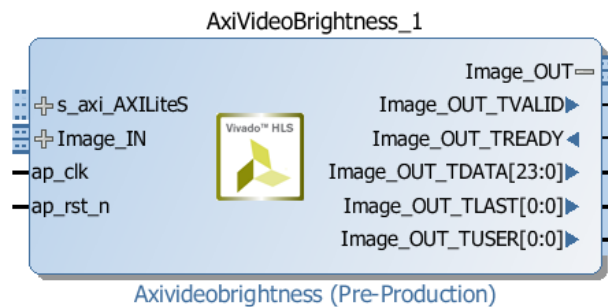 AxiVideoBrightness_1
Image_OUT
s_axi_AXILiteS
Image_OUT_TVALID
Image_IN
Image_OUT_TREADY
Vivado™ HLS
ap_clk
Image_OUT_TDATA[23:0]
ap_rst_n
Image_OUT_TLAST[0:0]
Image_OUT_TUSER[0:0]
Axivideobrightness (Pre-Production)